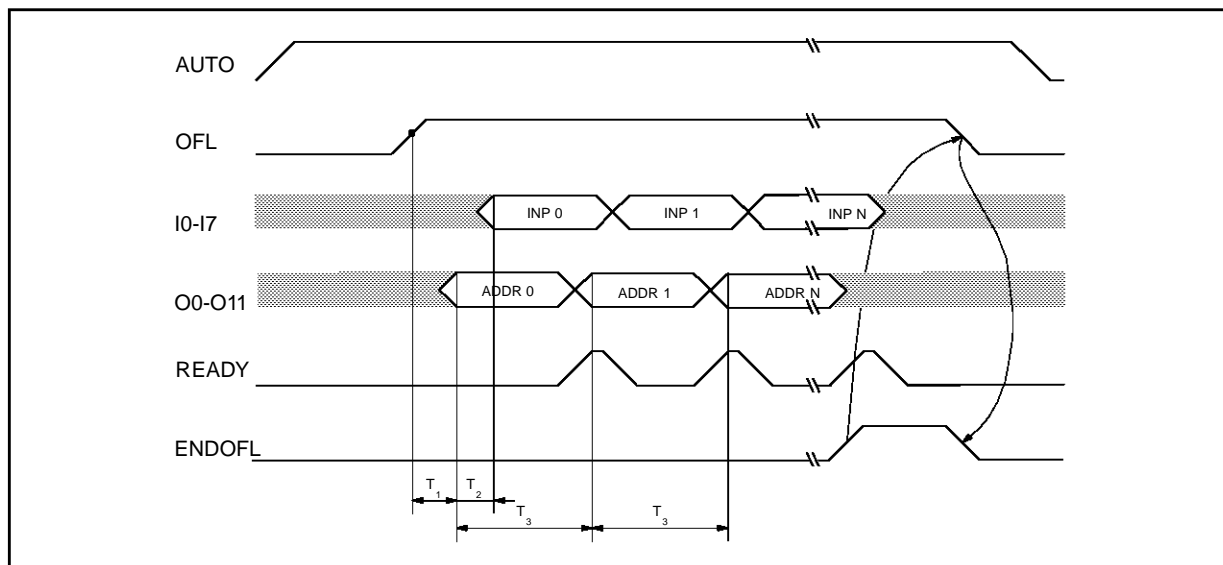 AUTO
OFL
I0-I7
INP 0
INP 1
INP N
O0-O11
ADDR 0
ADDR 1
ADDR N
READY
ENDOFL
T1
T2
T3
T3